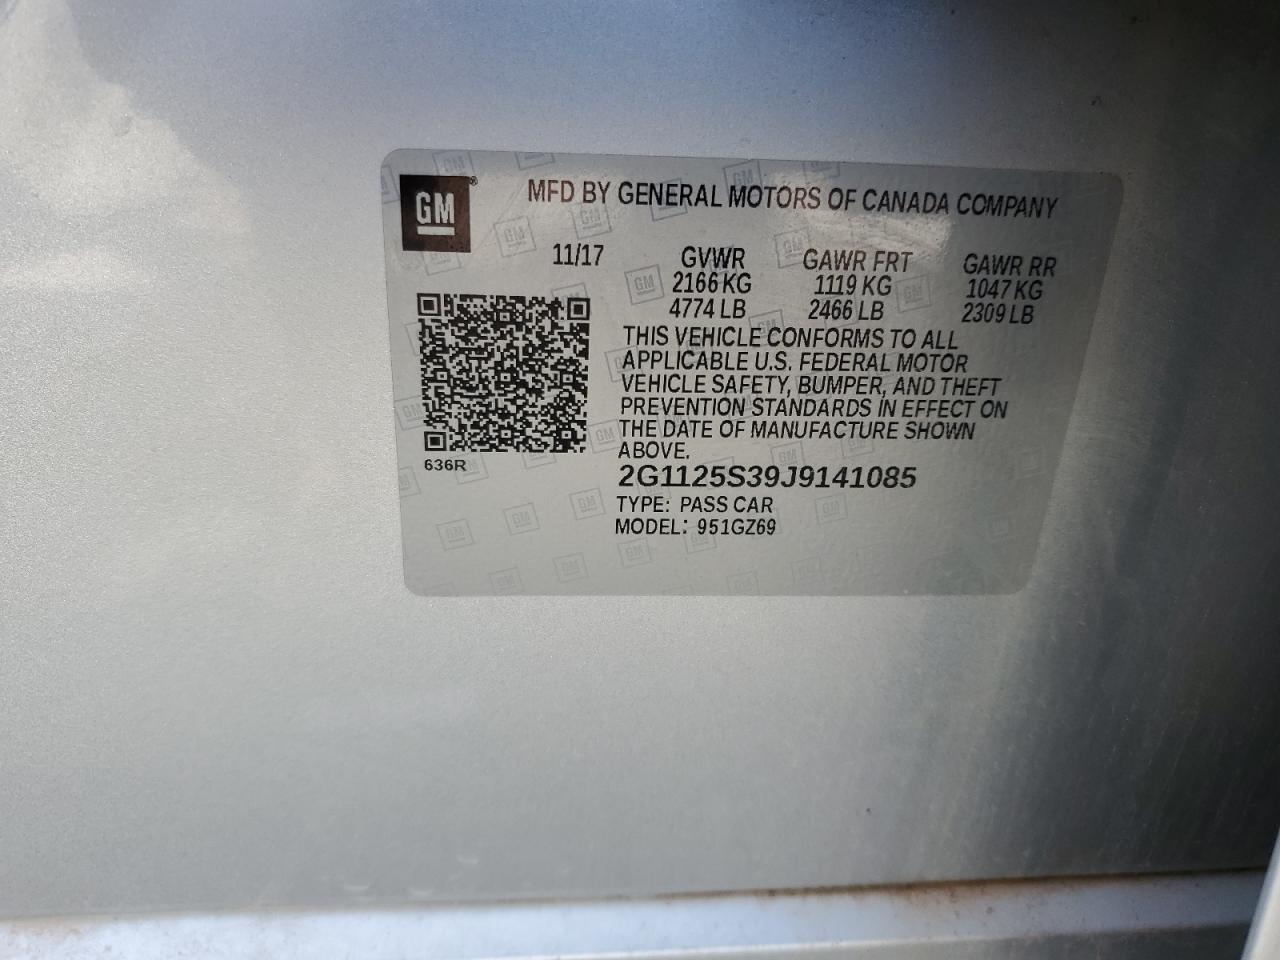 GM®
MFD BY GENERAL MOTORS OF CANADA COMPANY
11/17 GVWR GAWR FRT GAWR RR
2166 KG 1119 KG 1047 KG
4774 LB 2466 LB 2309 LB
THIS VEHICLE CONFORMS TO ALL
APPLICABLE U.S. FEDERAL MOTOR
VEHICLE SAFETY, BUMPER, AND THEFT
PREVENTION STANDARDS IN EFFECT ON
THE DATE OF MANUFACTURE SHOWN
ABOVE.
636R
2G1125S39J9141085
TYPE: PASS CAR
MODEL: 951GZ69